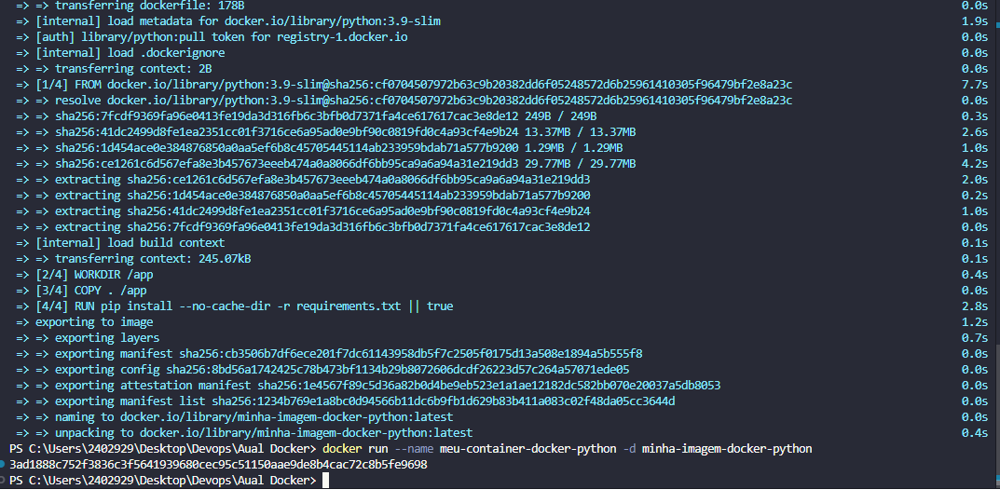 => => transferring dockerfile: 178B 0.0s
=> [internal] load metadata for docker.io/library/python:3.9-slim 1.9s
=> [auth] library/python:pull token for registry-1.docker.io 0.0s
=> [internal] load .dockerignore 0.0s
=> => transferring context: 2B 0.0s
=> [1/4] FROM docker.io/library/python:3.9-slim@sha256:cf0704507972b63c9b20382dd6f05248572d6b25961410305f96479bf2e8a23c 7.7s
=> => resolve docker.io/library/python:3.9-slim@sha256:cf0704507972b63c9b20382dd6f05248572d6b25961410305f96479bf2e8a23c 0.0s
=> => sha256:7fcdf9369fa96e0413fe19da3d316fb6c3bfb0d7371fa4ce617617cac3e8de12 249B / 249B 0.3s
=> => sha256:41dc2499d8fe1ea2351cc01f3716ce6a95ad0e9bf90c0819fd0c4a93cf4e9b24 13.37MB / 13.37MB 2.6s
=> => sha256:1d454ace0e384876850a0aa5ef6b8c45705445114ab233959bdab71a577b9200 1.29MB / 1.29MB 1.0s
=> => sha256:ce1261c6d567efa8e3b457673eeeb474a0a8066df6bb95ca9a6a94a31e219dd3 29.77MB / 29.77MB 4.2s
=> => extracting sha256:ce1261c6d567efa8e3b457673eeeb474a0a8066df6bb95ca9a6a94a31e219dd3 2.0s
=> => extracting sha256:1d454ace0e384876850a0aa5ef6b8c45705445114ab233959bdab71a577b9200 0.2s
=> => extracting sha256:41dc2499d8fe1ea2351cc01f3716ce6a95ad0e9bf90c0819fd0c4a93cf4e9b24 1.0s
=> => extracting sha256:7fcdf9369fa96e0413fe19da3d316fb6c3bfb0d7371fa4ce617617cac3e8de12 0.0s
=> [internal] load build context 0.1s
=> => transferring context: 245.07kB 0.1s
=> [2/4] WORKDIR /app 0.4s
=> [3/4] COPY . /app 0.0s
=> [4/4] RUN pip install --no-cache-dir -r requirements.txt || true 2.8s
=> exporting to image 1.2s
=> => exporting layers 0.7s
=> => exporting manifest sha256:cb3506b7df6ece201f7dc61143958db5f7c2505f0175d13a508e1894a5b555f8 0.0s
=> => exporting config sha256:8bd56a1742425c78b473bf1134b29b8072606dcdf26223d57c264a57071ede05 0.0s
=> => exporting attestation manifest sha256:1e4567f89c5d36a82b0d4be9eb523e1a1ae12182dc582bb070e20037a5db8053 0.0s
=> => exporting manifest list sha256:1234b769e1a8bc0d94566b11dc6b9fb1d629b83b411a083c02f48da05cc3644d 0.0s
=> => naming to docker.io/library/minha-imagem-docker-python:latest 0.0s
=> => unpacking to docker.io/library/minha-imagem-docker-python:latest 0.4s
PS C:\Users\2402929\Desktop\Devops\Aual Docker> docker run --name meu-container-docker-python -d minha-imagem-docker-python
3ad1888c752f3836c3f5641939680cec95c51150aae9de8b4cac72c8b5fe9698
PS C:\Users\2402929\Desktop\Devops\Aual Docker>